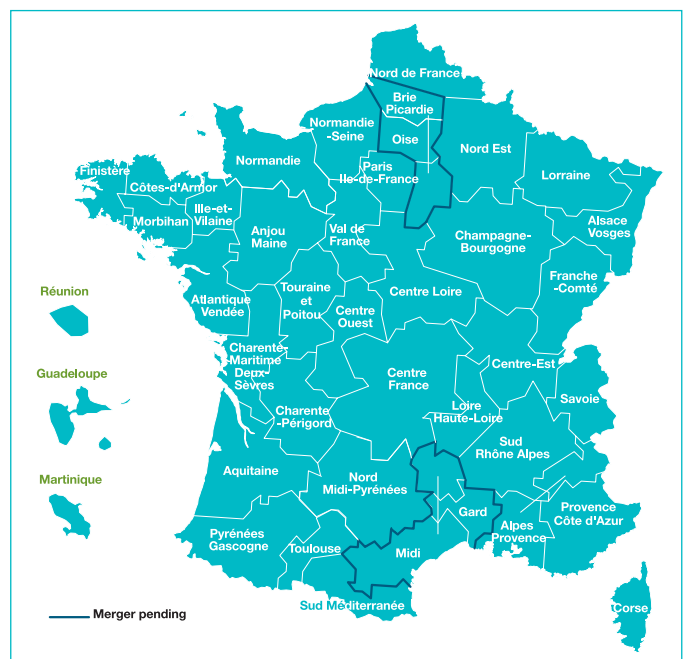 Nord de France
Brie
Picardie
Normandie
-Seine
Oise
Nord Est
Normandie
Paris
Ile-de-France
Finistère
Côtes-d'Armor
Lorraine
Ille-et-
Vilaine
Morbihan
Anjou
Maine
Val de
France
Champagne-
Bourgogne
Alsace
Vosges
Réunion
Atlantique
Vendée
Touraine
et
Poitou
Centre Loire
Franche
-Comté
Centre
Ouest
Guadeloupe
Charente-
Maritime
Deux-
Sèvres
Centre
France
Centre-Est
Savoie
Charente
-Périgord
Loire
Haute-Loire
Sud
Rhône Alpes
Martinique
Aquitaine
Nord
Midi-Pyrénées
Gard
Provence
Côte d'Azur
Alpes
Provence
Pyrénées
Gascogne
Toulouse
Midi
Sud Méditerranée
Corse
Merger pending